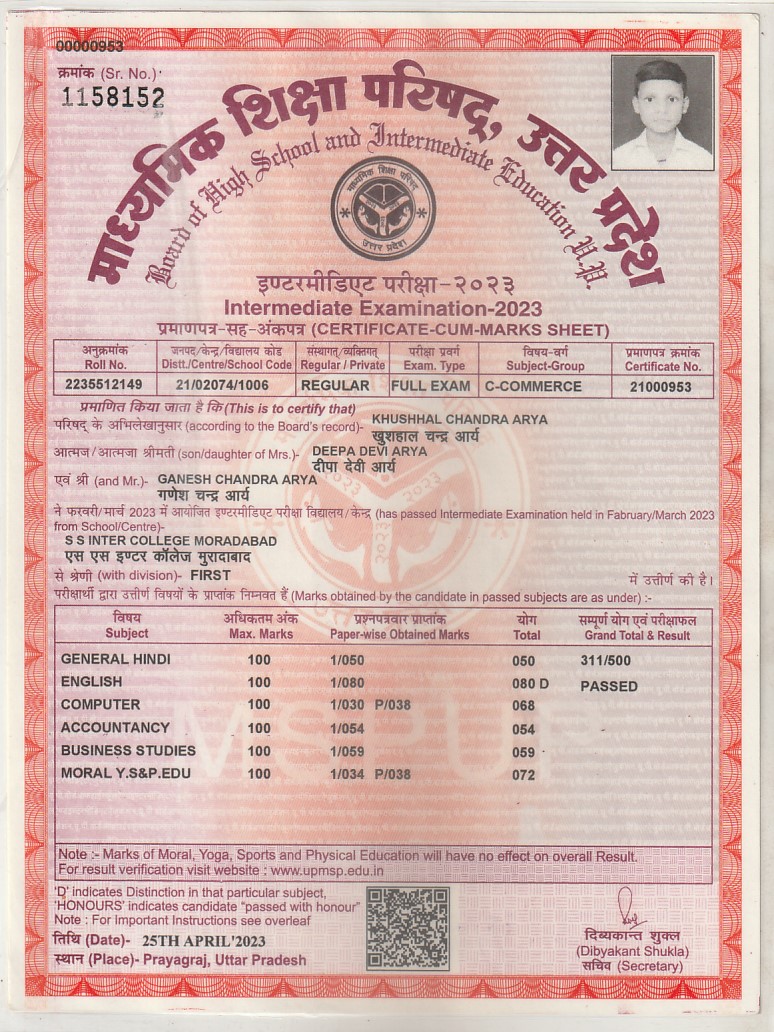 00000953
क्रमांक (Sr. No.)
1158152
माध्यमिक शिक्षा परिषद्, उत्तर प्रदेश
Board of High School and Intermediate Education U.P.
माध्यमिक शिक्षा परिषद
उत्तर प्रदेश
इण्टरमीडिएट परीक्षा-२०२३
Intermediate Examination-2023
प्रमाणपत्र-सह-अंकपत्र (CERTIFICATE-CUM-MARKS SHEET)
अनुक्रमांक जनपद/केन्द्र/विद्यालय कोड संस्थागत/व्यक्तिगत परीक्षा प्रवर्ग विषय-वर्ग प्रमाणपत्र क्रमांक
Roll No. Distt./Centre/School Code Regular / Private Exam. Type Subject-Group Certificate No.
2235512149 21/02074/1006 REGULAR FULL EXAM C-COMMERCE 21000953
प्रमाणित किया जाता है कि (This is to certify that)
परिषद के अभिलेखानुसार (according to the Board's record)- KHUSHHAL CHANDRA ARYA
खुशहाल चन्द्र आर्य
आत्मज/आत्मजा श्रीमती (son/daughter of Mrs.)- DEEPA DEVI ARYA
दीपा देवी आर्य
एवं श्री (and Mr.)- GANESH CHANDRA ARYA
गणेश चन्द्र आर्य
ने फरवरी/मार्च 2023 में आयोजित इण्टरमीडिएट परीक्षा विद्यालय/केन्द्र (has passed Intermediate Examination held in Fabruary/March 2023
from School/Centre)-
S S INTER COLLEGE MORADABAD
एस एस इण्टर कॉलेज मुरादाबाद
से श्रेणी (with division)- FIRST में उत्तीर्ण की है।
परीक्षार्थी द्वारा उत्तीर्ण विषयों के प्राप्तांक निम्नवत हैं (Marks obtained by the candidate in passed subjects are as under) :-
विषय अधिकतम अंक प्रश्नपत्रवार प्राप्तांक योग सम्पूर्ण योग एवं परीक्षाफल
Subject Max. Marks Paper-wise Obtained Marks Total Grand Total & Result
GENERAL HINDI 100 1/050 050 311/500
ENGLISH 100 1/080 080 D PASSED
COMPUTER 100 1/030 P/038 068
ACCOUNTANCY 100 1/054 054
BUSINESS STUDIES 100 1/059 059
MORAL Y.S&P.EDU 100 1/034 P/038 072
MSPUP
Note :- Marks of Moral, Yoga, Sports and Physical Education will have no effect on overall Result.
For result verification visit website : www.upmsp.edu.in
'D' indicates Distinction in that particular subject,
'HONOURS' indicates candidate "passed with honour"
Note : For Important Instructions see overleaf
तिथि (Date)- 25TH APRIL'2023
स्थान (Place)- Prayagraj, Uttar Pradesh
दिव्यकान्त शुक्ल
(Dibyakant Shukla)
सचिव (Secretary)